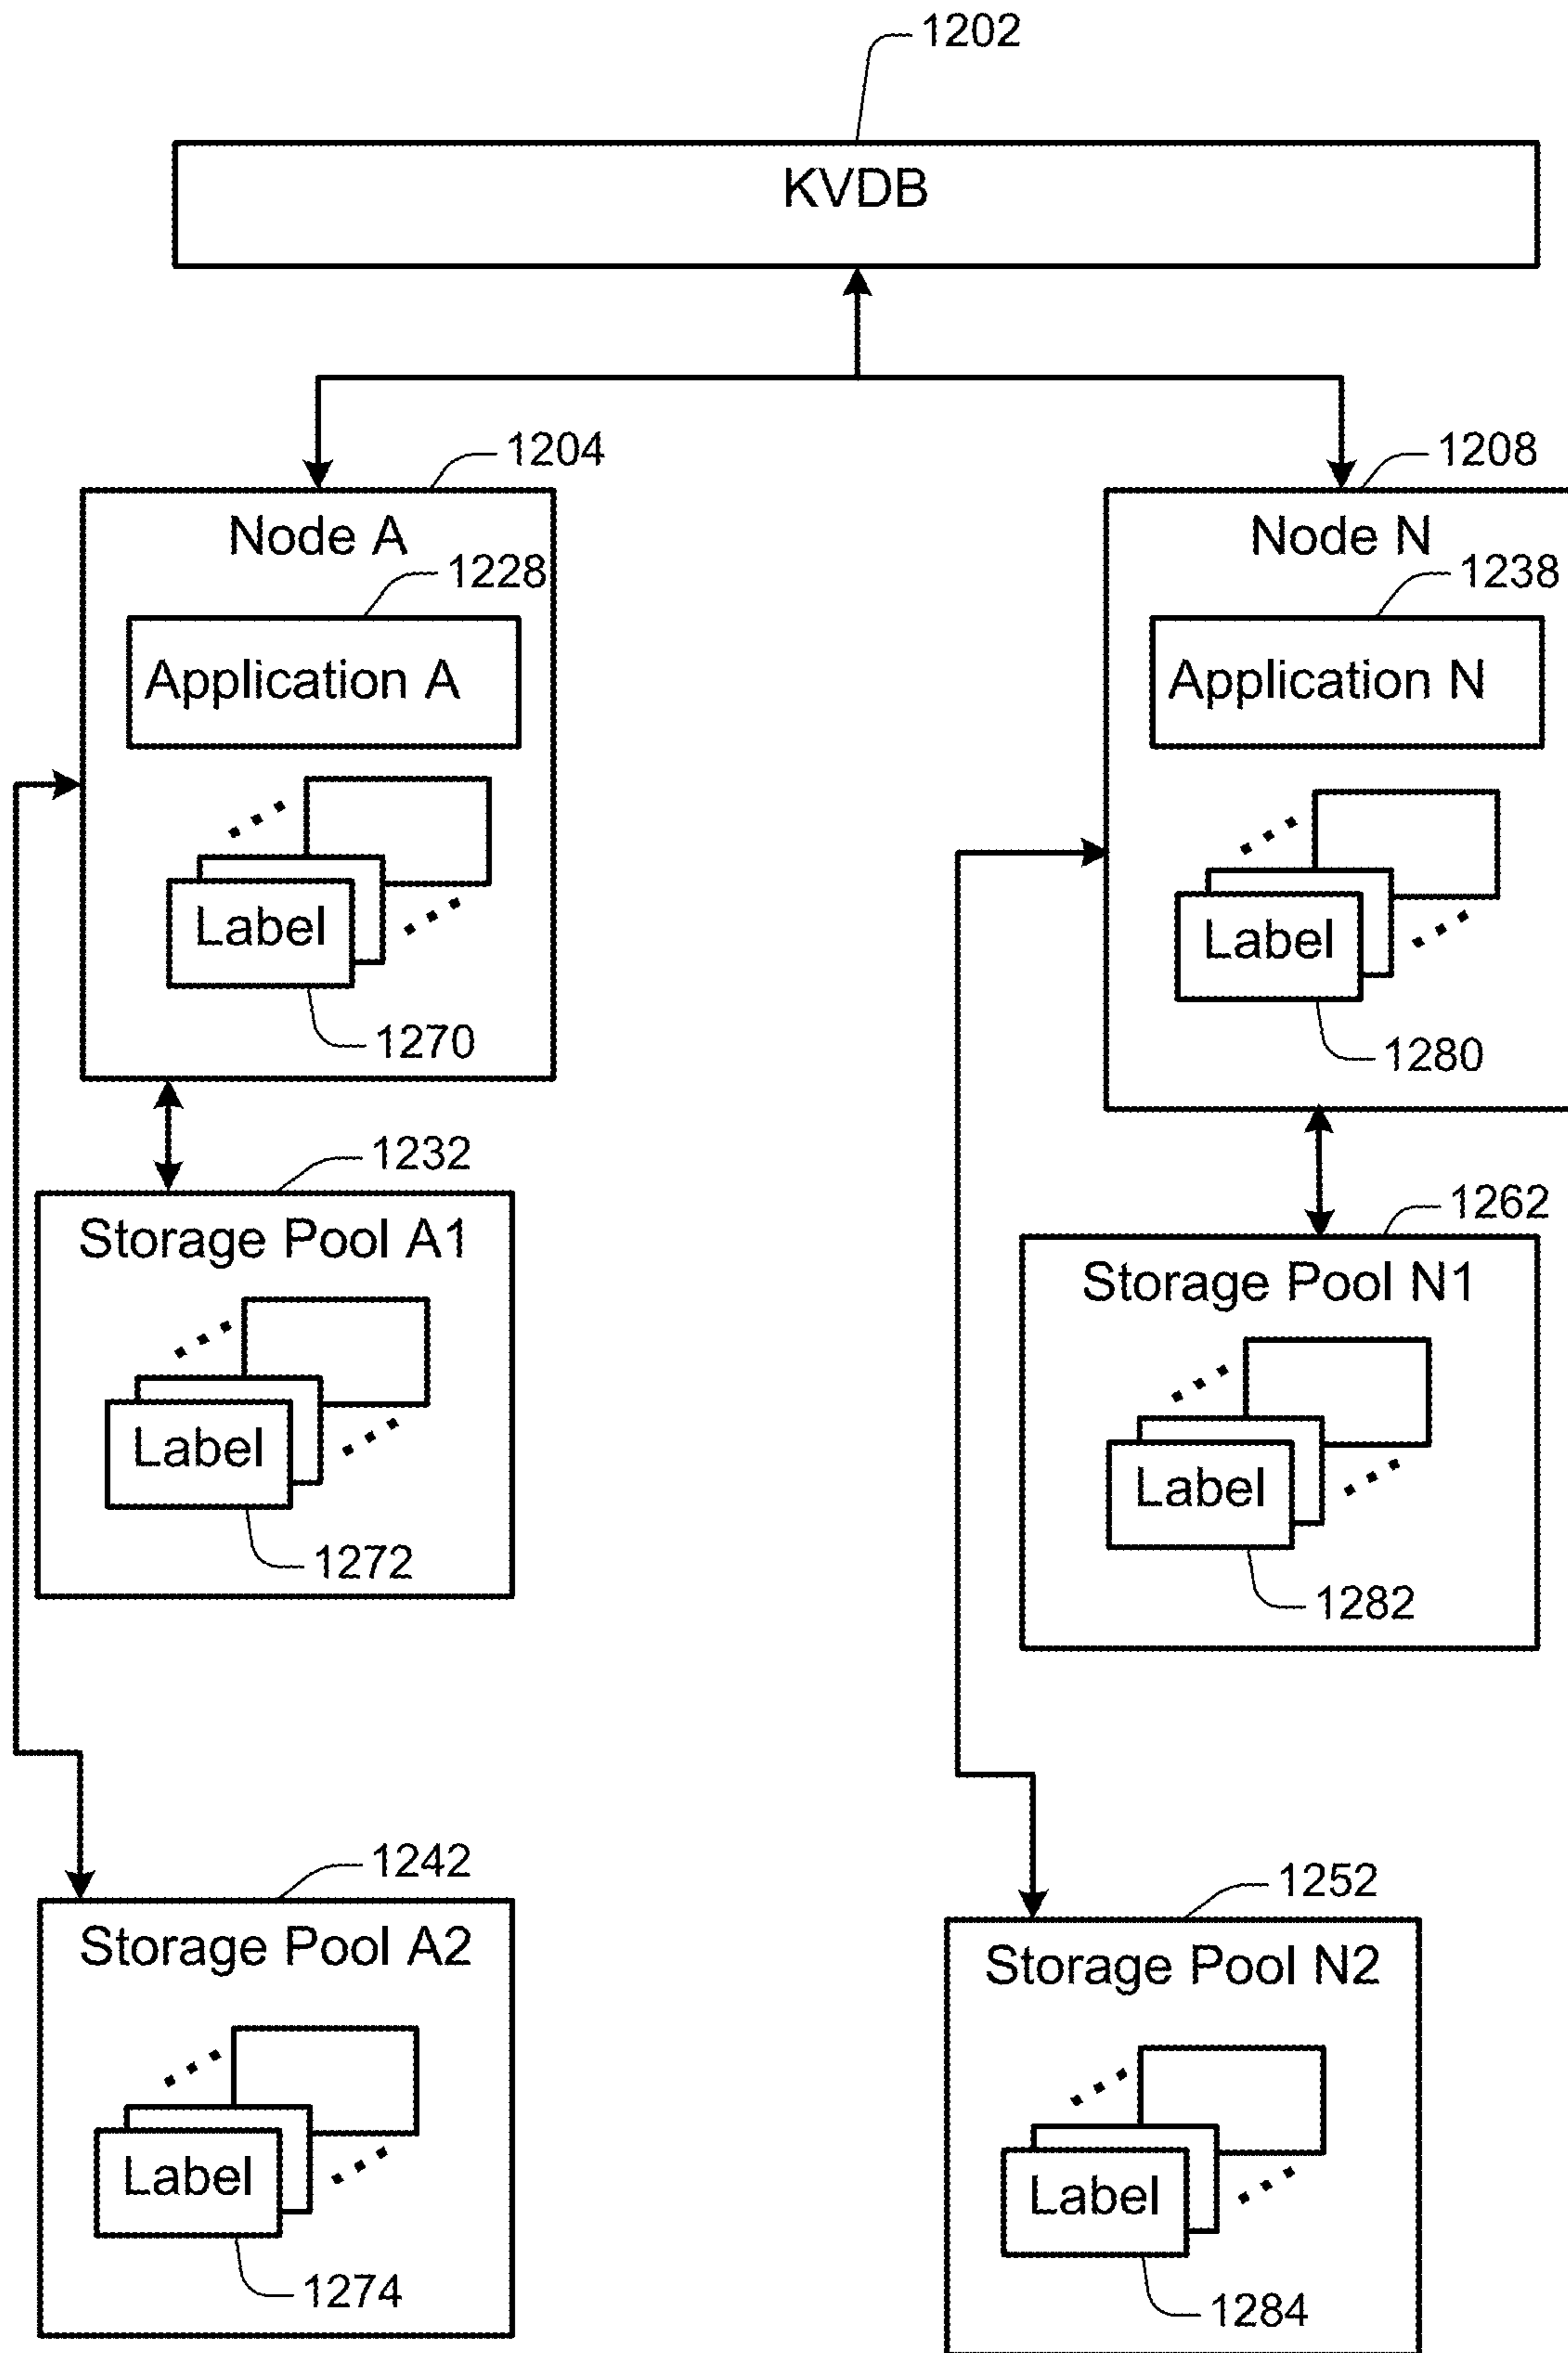 1202
KVDB
1204
1208
Node A
Node N
1228
1238
Application A
Application N
Label
Label
1270
1280
1232
1262
Storage Pool A1
Storage Pool N1
Label
Label
1272
1282
1242
1252
Storage Pool A2
Storage Pool N2
Label
Label
1274
1284